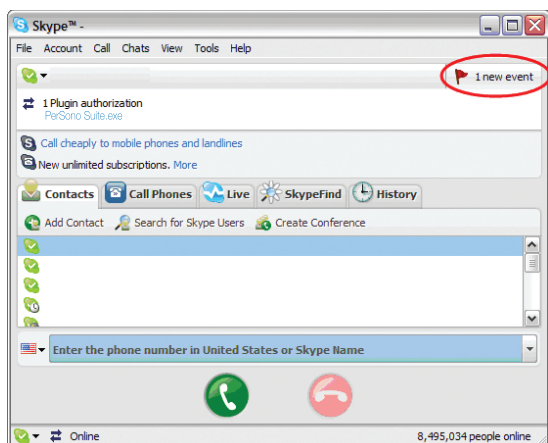 Skype™ -
File Account Call Chats View Tools Help
1 new event
1 Plugin authorization
PerSono Suite.exe
Call cheaply to mobile phones and landlines
New unlimited subscriptions. More
Contacts Call Phones Live SkypeFind History
Add Contact Search for Skype Users Create Conference
Enter the phone number in United States or Skype Name
Online 8,495,034 people online